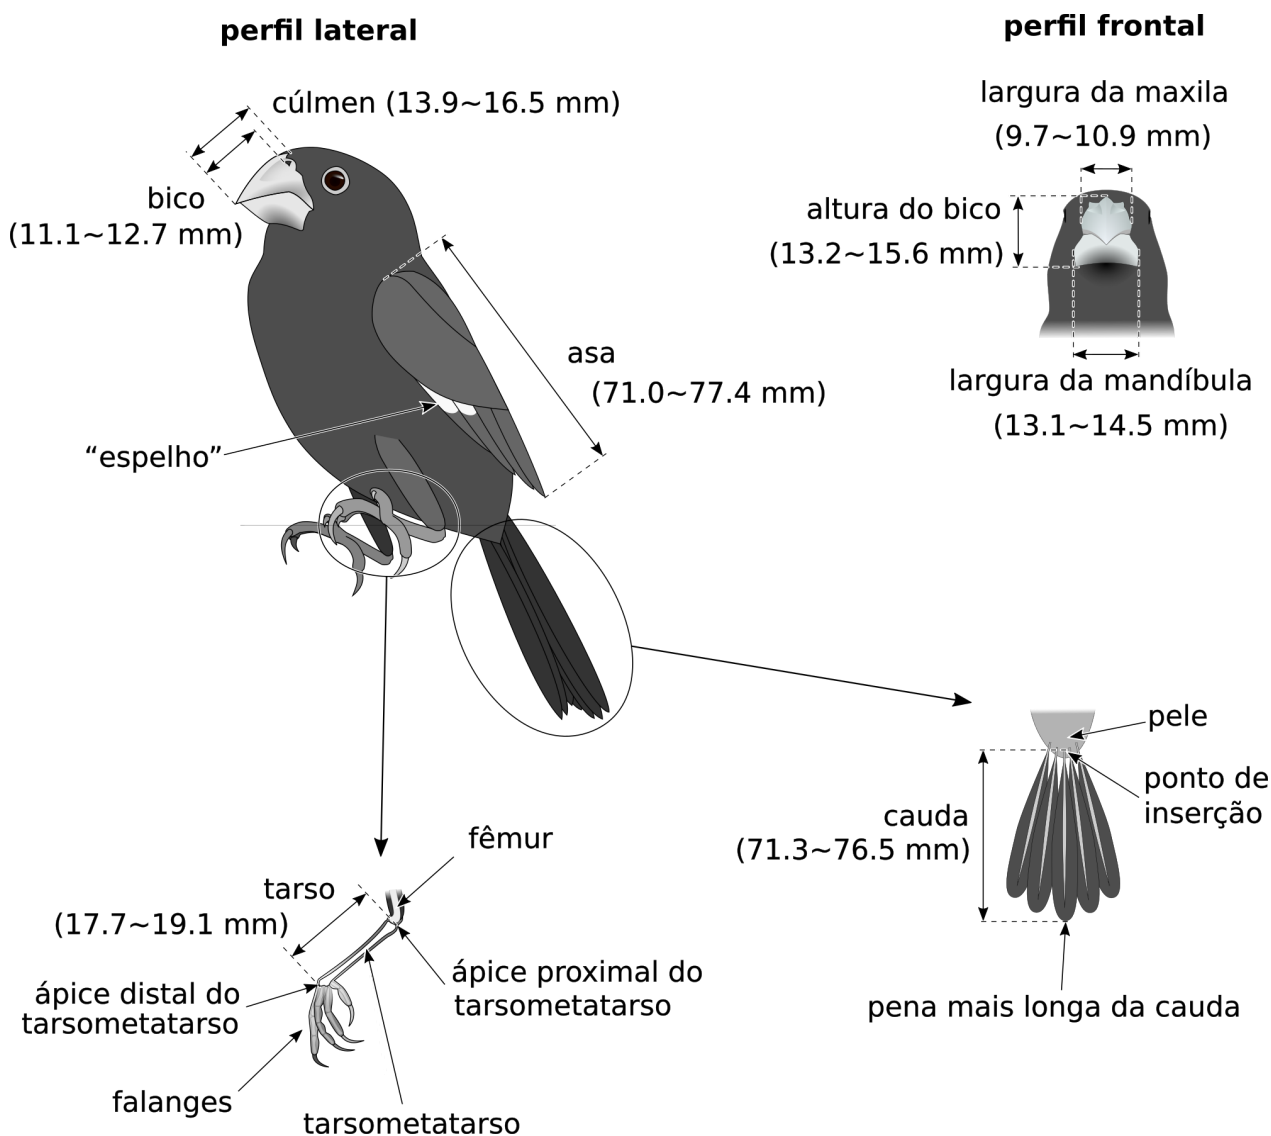 perfil lateral
perfil frontal
cúlmen (13.9~16.5 mm)
bico
(11.1~12.7 mm)
asa
(71.0~77.4 mm)
“espelho”
largura da maxila
(9.7~10.9 mm)
altura do bico
(13.2~15.6 mm)
largura da mandíbula
(13.1~14.5 mm)
pele
ponto de
inserção
cauda
(71.3~76.5 mm)
pena mais longa da cauda
fêmur
tarso
(17.7~19.1 mm)
ápice proximal do
tarsometatarso
ápice distal do
tarsometatarso
falanges
tarsometatarso